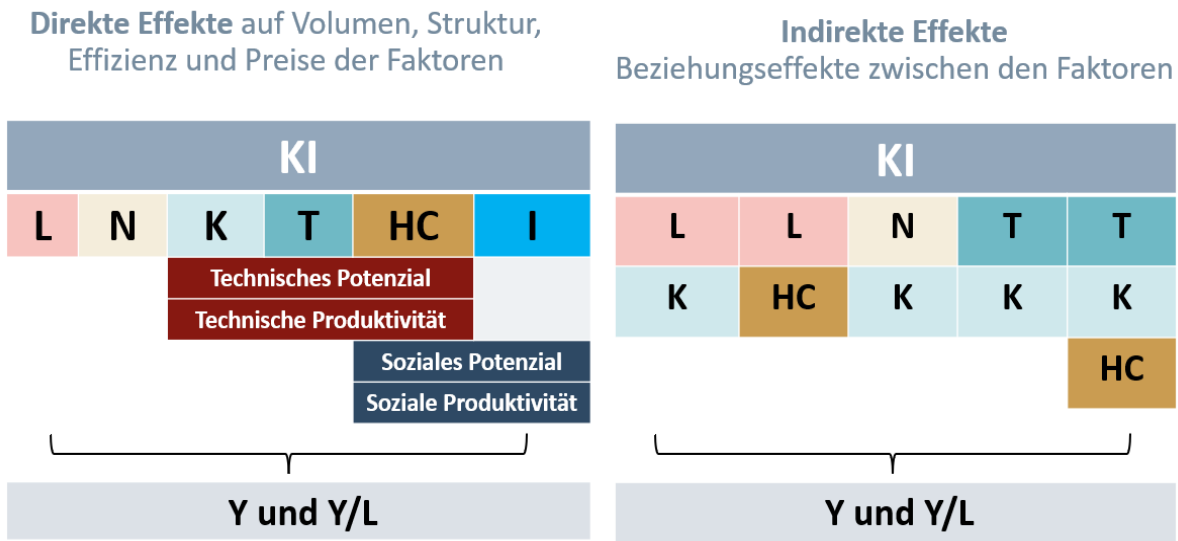 Direkte Effekte auf Volumen, Struktur,
Effizienz und Preise der Faktoren
KI
L N K T HC I
Technisches Potenzial
Technische Produktivität
Soziales Potenzial
Soziale Produktivität
Y und Y/L
Indirekte Effekte
Beziehungseffekte zwischen den Faktoren
KI
L L N T T
K HC K K K
HC
Y und Y/L